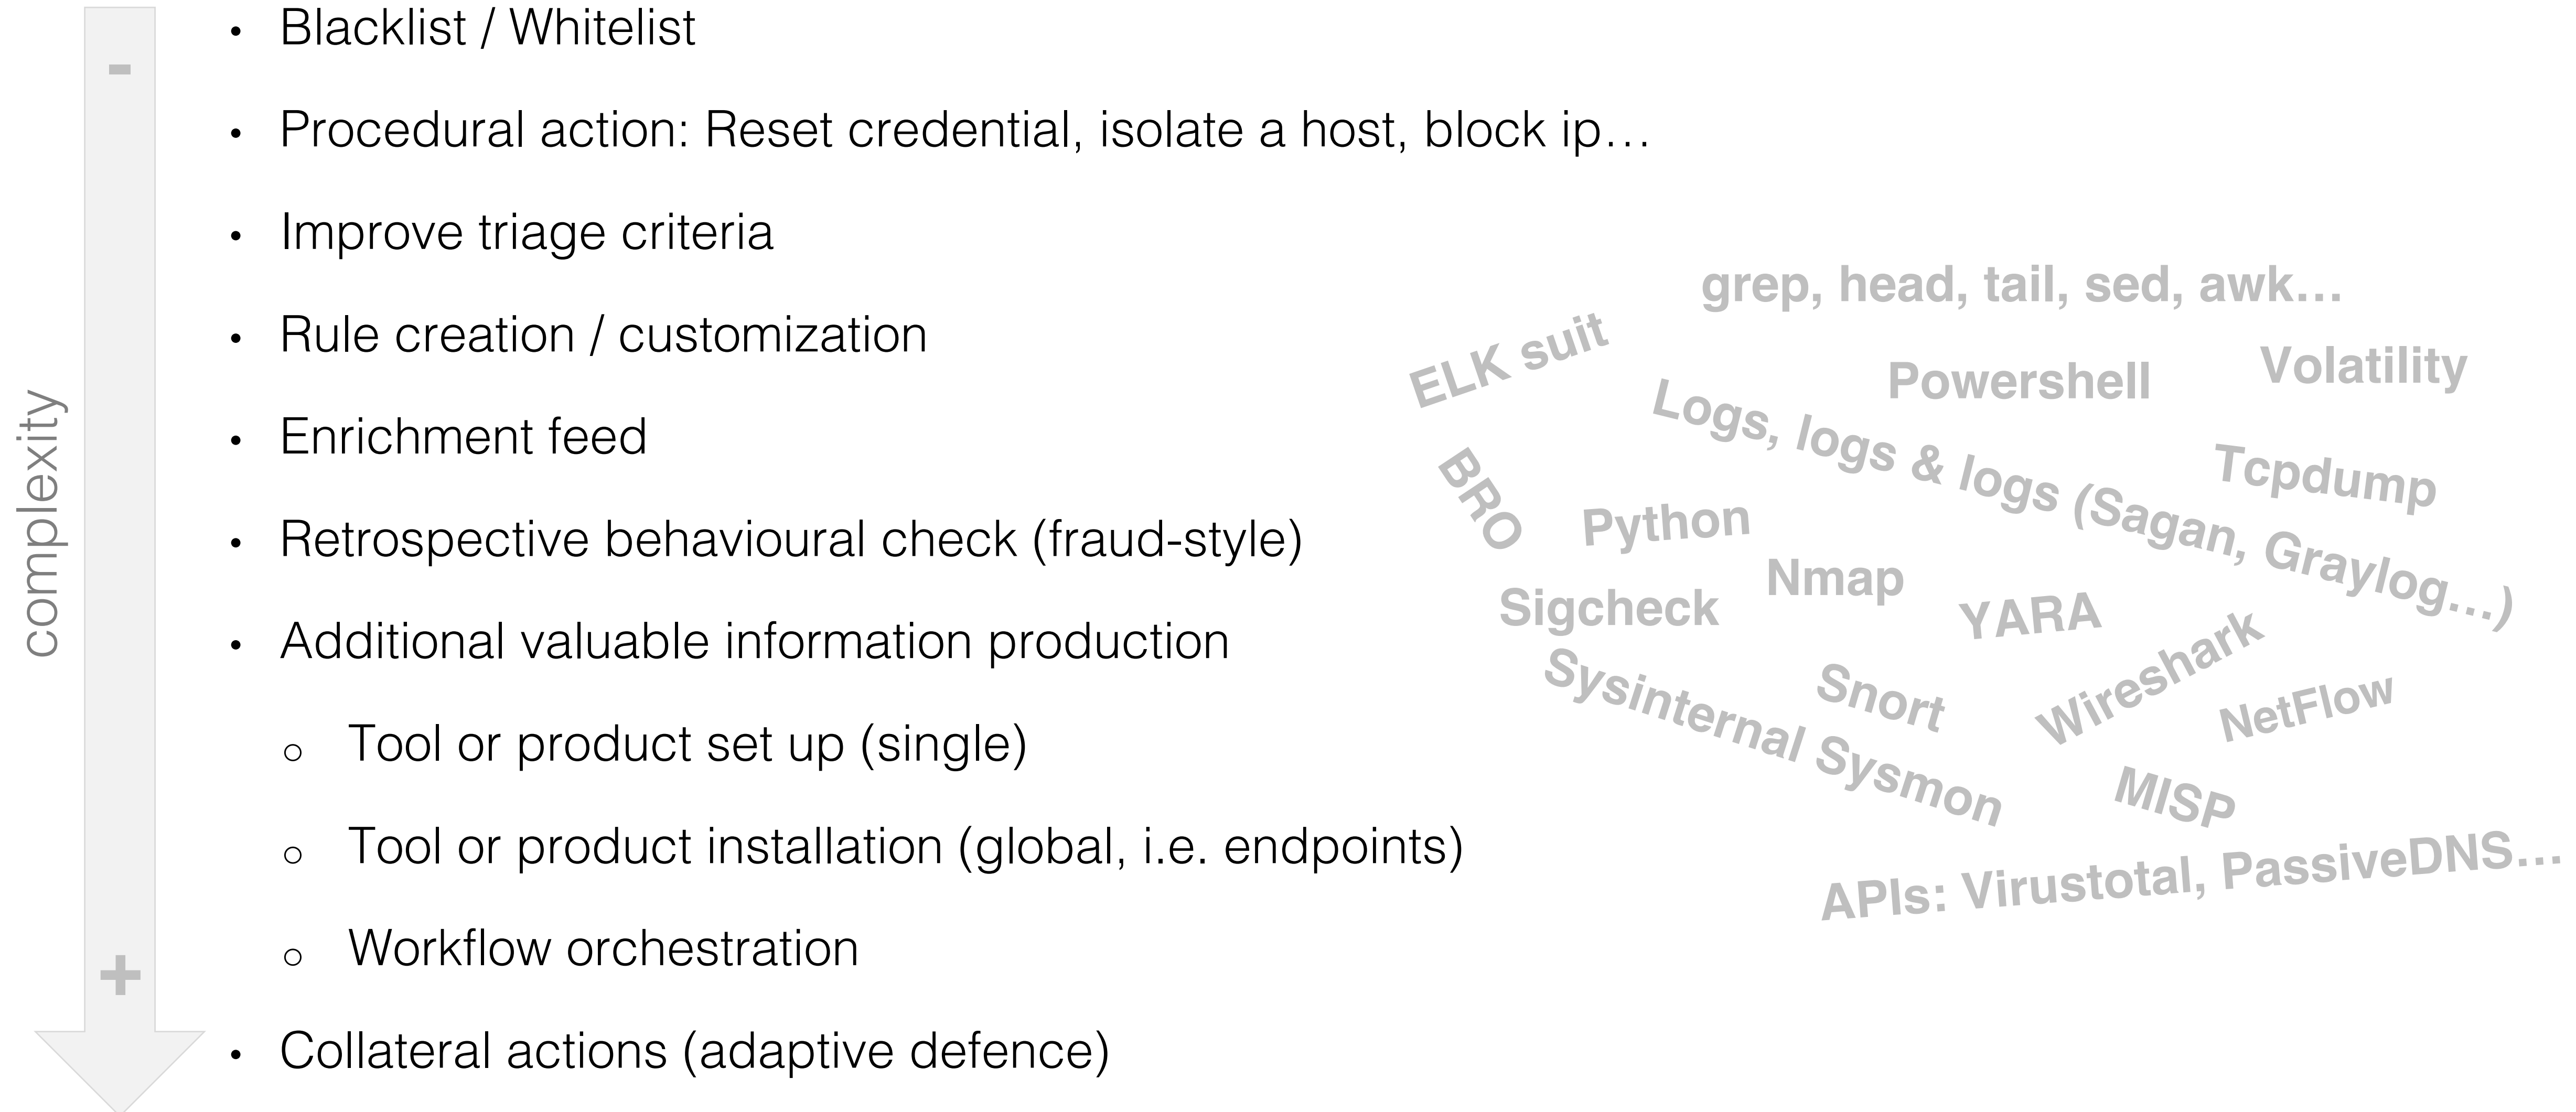 complexity
-
+
• Blacklist / Whitelist
• Procedural action: Reset credential, isolate a host, block ip…
• Improve triage criteria
• Rule creation / customization
• Enrichment feed
• Retrospective behavioural check (fraud-style)
• Additional valuable information production
o Tool or product set up (single)
o Tool or product installation (global, i.e. endpoints)
o Workflow orchestration
• Collateral actions (adaptive defence)
grep, head, tail, sed, awk…
ELK suit
Powershell
Volatility
Logs, logs & logs (Sagan, Graylog…)
Tcpdump
BRO
Python
Nmap
Sigcheck
YARA
Wireshark
Sysinternal Sysmon
Snort
NetFlow
MISP
APIs: Virustotal, PassiveDNS…